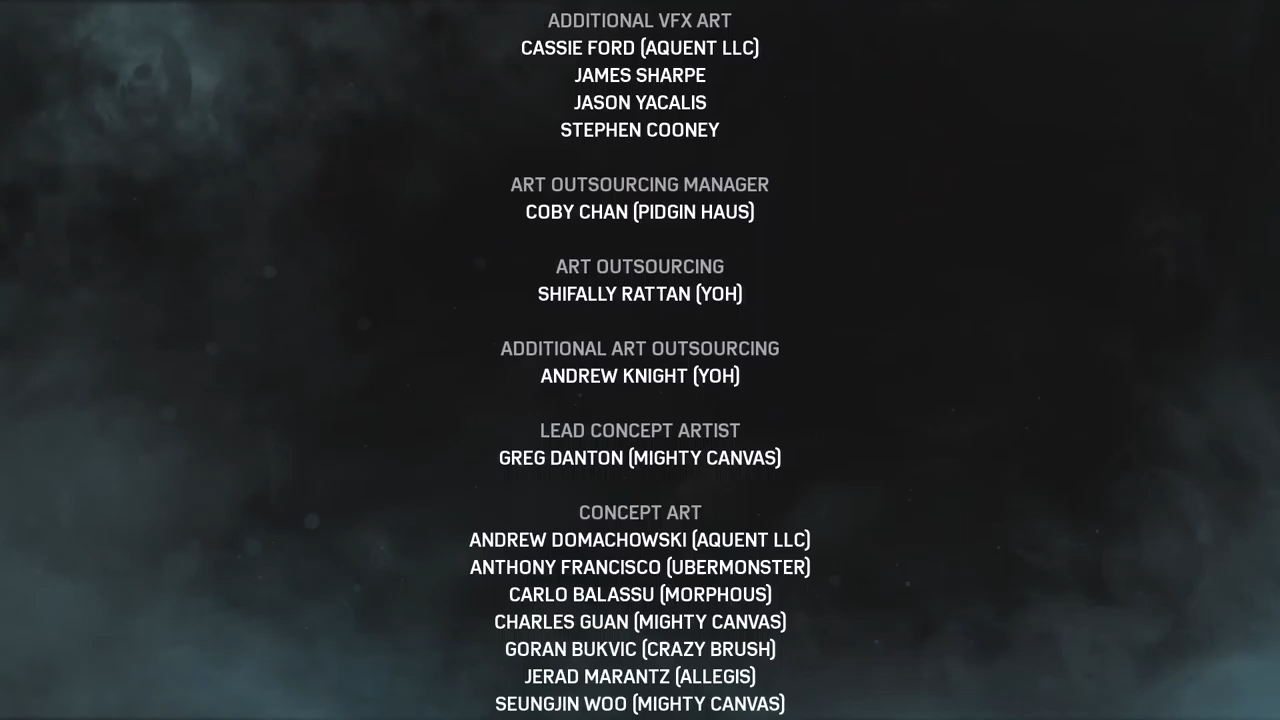 ADDITIONAL VFX ART
CASSIE FORD (AQUENT LLC)
JAMES SHARPE
JASON YACALIS
STEPHEN COONEY
ART OUTSOURCING MANAGER
COBY CHAN (PIDGIN HAUS)
ART OUTSOURCING
SHIFALLY RATTAN (YOH)
ADDITIONAL ART OUTSOURCING
ANDREW KNIGHT (YOH)
LEAD CONCEPT ARTIST
GREG DANTON (MIGHTY CANVAS)
CONCEPT ART
ANDREW DOMACHOWSKI (AQUENT LLC)
ANTHONY FRANCISCO (UBERMONSTER)
CARLO BALASSU (MORPHOUS)
CHARLES GUAN (MIGHTY CANVAS)
GORAN BUKVIC (CRAZY BRUSH)
JERAD MARANTZ (ALLEGIS)
SEUNGJIN WOO (MIGHTY CANVAS)